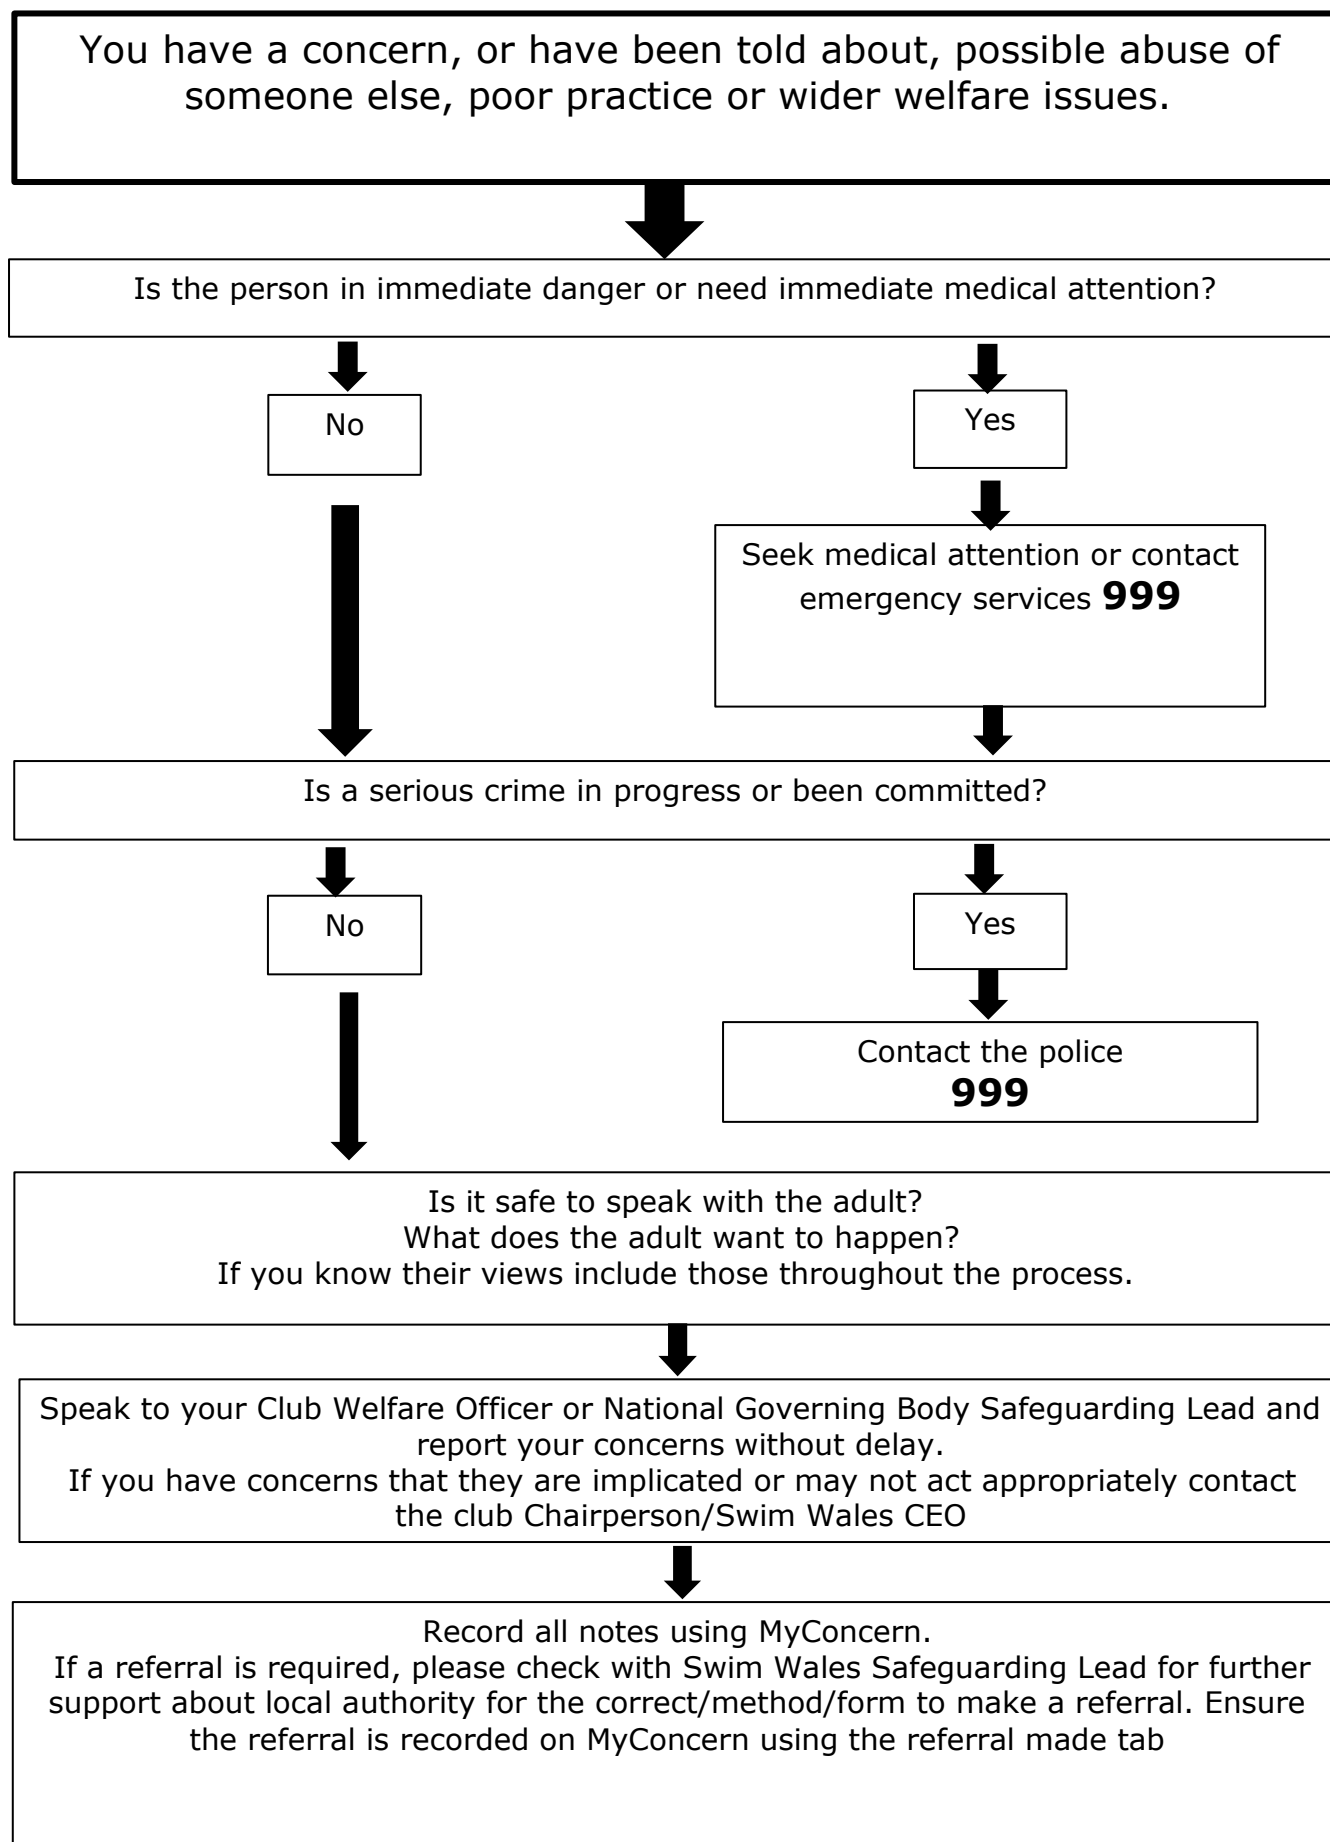 You have a concern, or have been told about, possible abuse of
someone else, poor practice or wider welfare issues.
Is the person in immediate danger or need immediate medical attention?
No
Yes
Seek medical attention or contact
emergency services 999
Is a serious crime in progress or been committed?
No
Yes
Contact the police
999
Is it safe to speak with the adult?
What does the adult want to happen?
If you know their views include those throughout the process.
Speak to your Club Welfare Officer or National Governing Body Safeguarding Lead and
report your concerns without delay.
If you have concerns that they are implicated or may not act appropriately contact
the club Chairperson/Swim Wales CEO
Record all notes using MyConcern.
If a referral is required, please check with Swim Wales Safeguarding Lead for further
support about local authority for the correct/method/form to make a referral. Ensure
the referral is recorded on MyConcern using the referral made tab